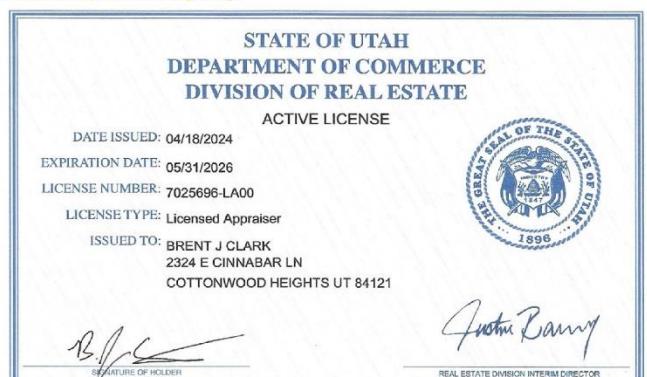 STATE OF UTAH
DEPARTMENT OF COMMERCE
DIVISION OF REAL ESTATE
ACTIVE LICENSE
DATE ISSUED: 04/18/2024
EXPIRATION DATE: 05/31/2026
LICENSE NUMBER: 7025696-LA00
LICENSE TYPE: Licensed Appraiser
ISSUED TO: BRENT J CLARK
2324 E CINNABAR LN
COTTONWOOD HEIGHTS UT 84121
THE GREAT SEAL OF THE STATE OF UTAH
INDUSTRY
1847
1896
SIGNATURE OF HOLDER
REAL ESTATE DIVISION INTERIM DIRECTOR